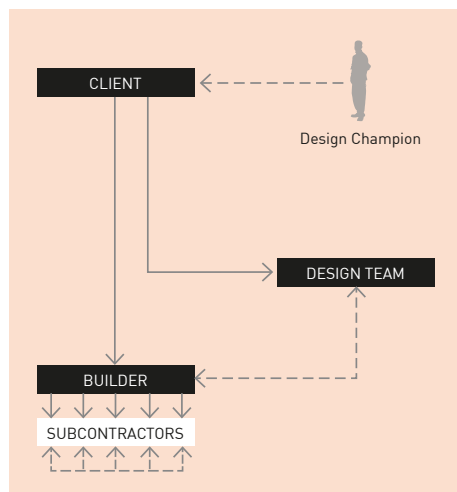 CLIENT
Design Champion
DESIGN TEAM
BUILDER
SUBCONTRACTORS